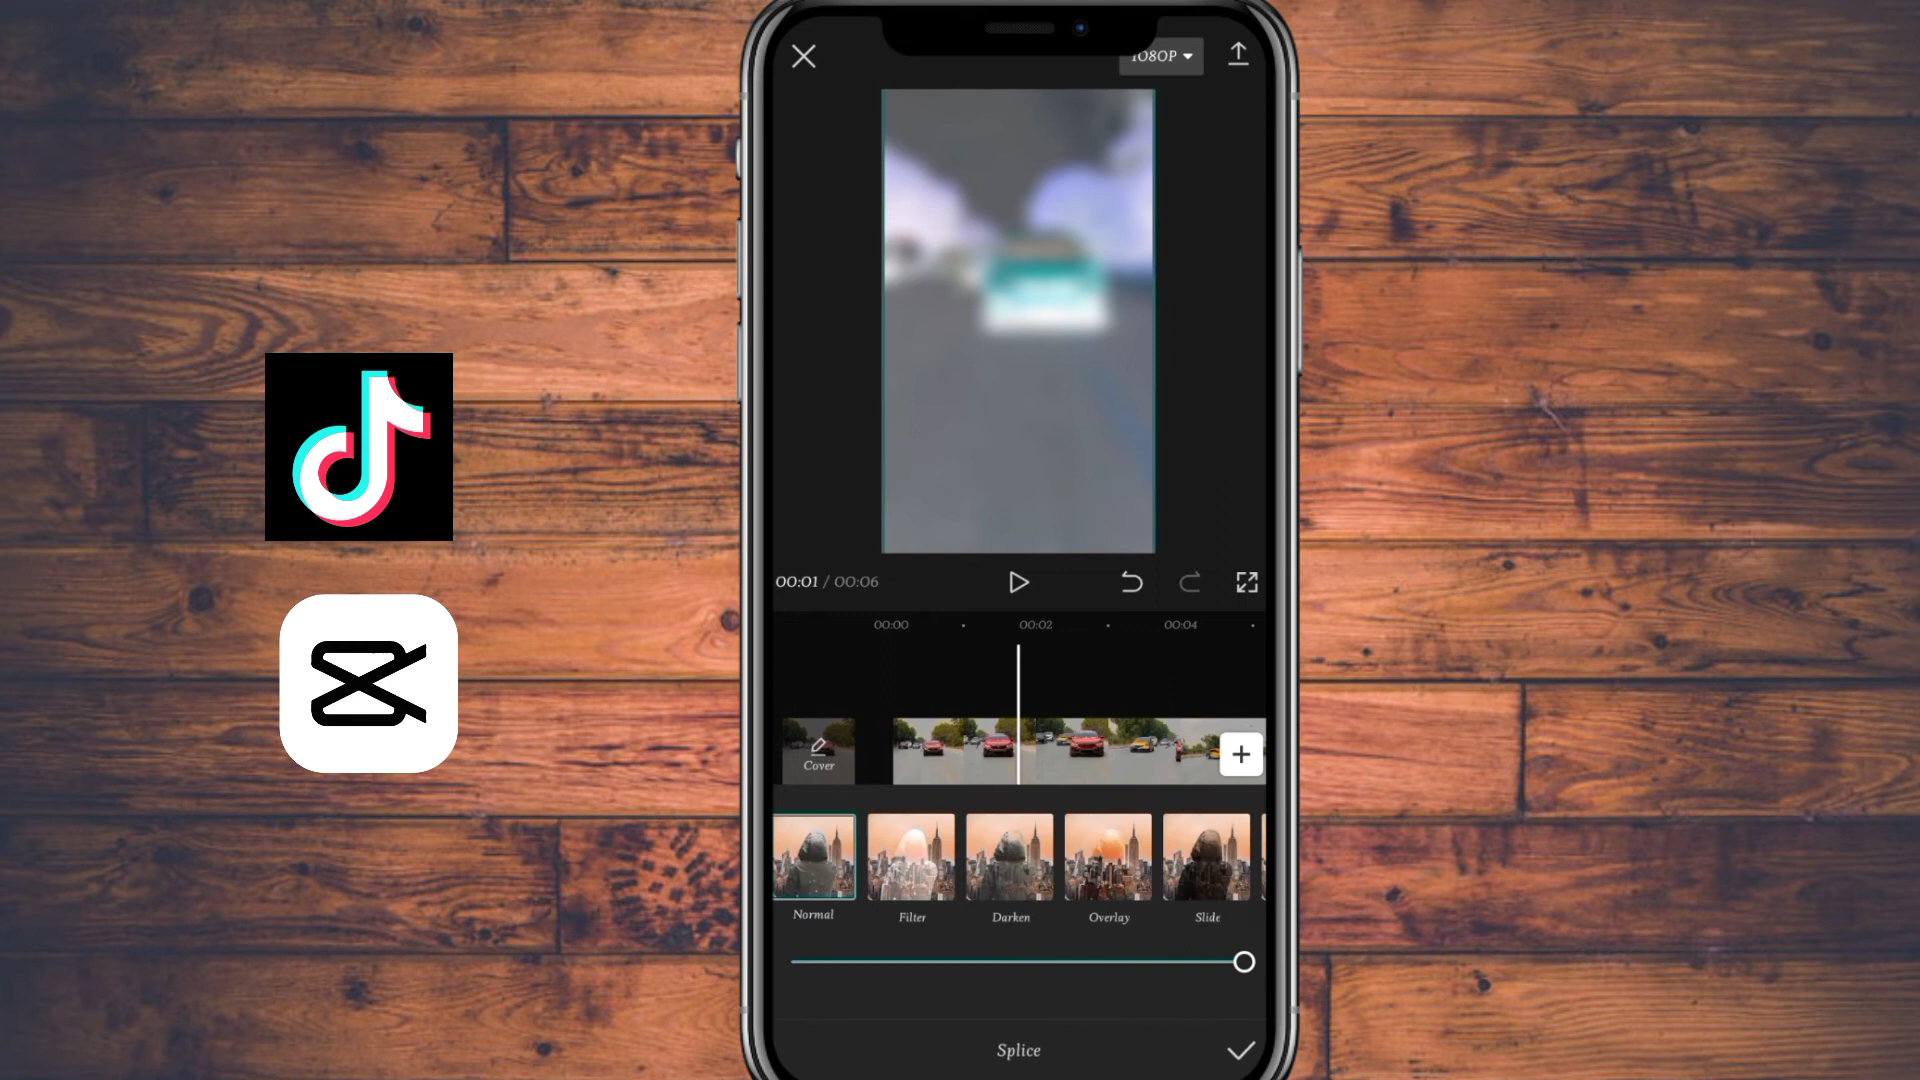 1080P
00:01 / 00:06
00:00 00:02 00:04
Cover
Normal Filter Darken Overlay Slide
Splice